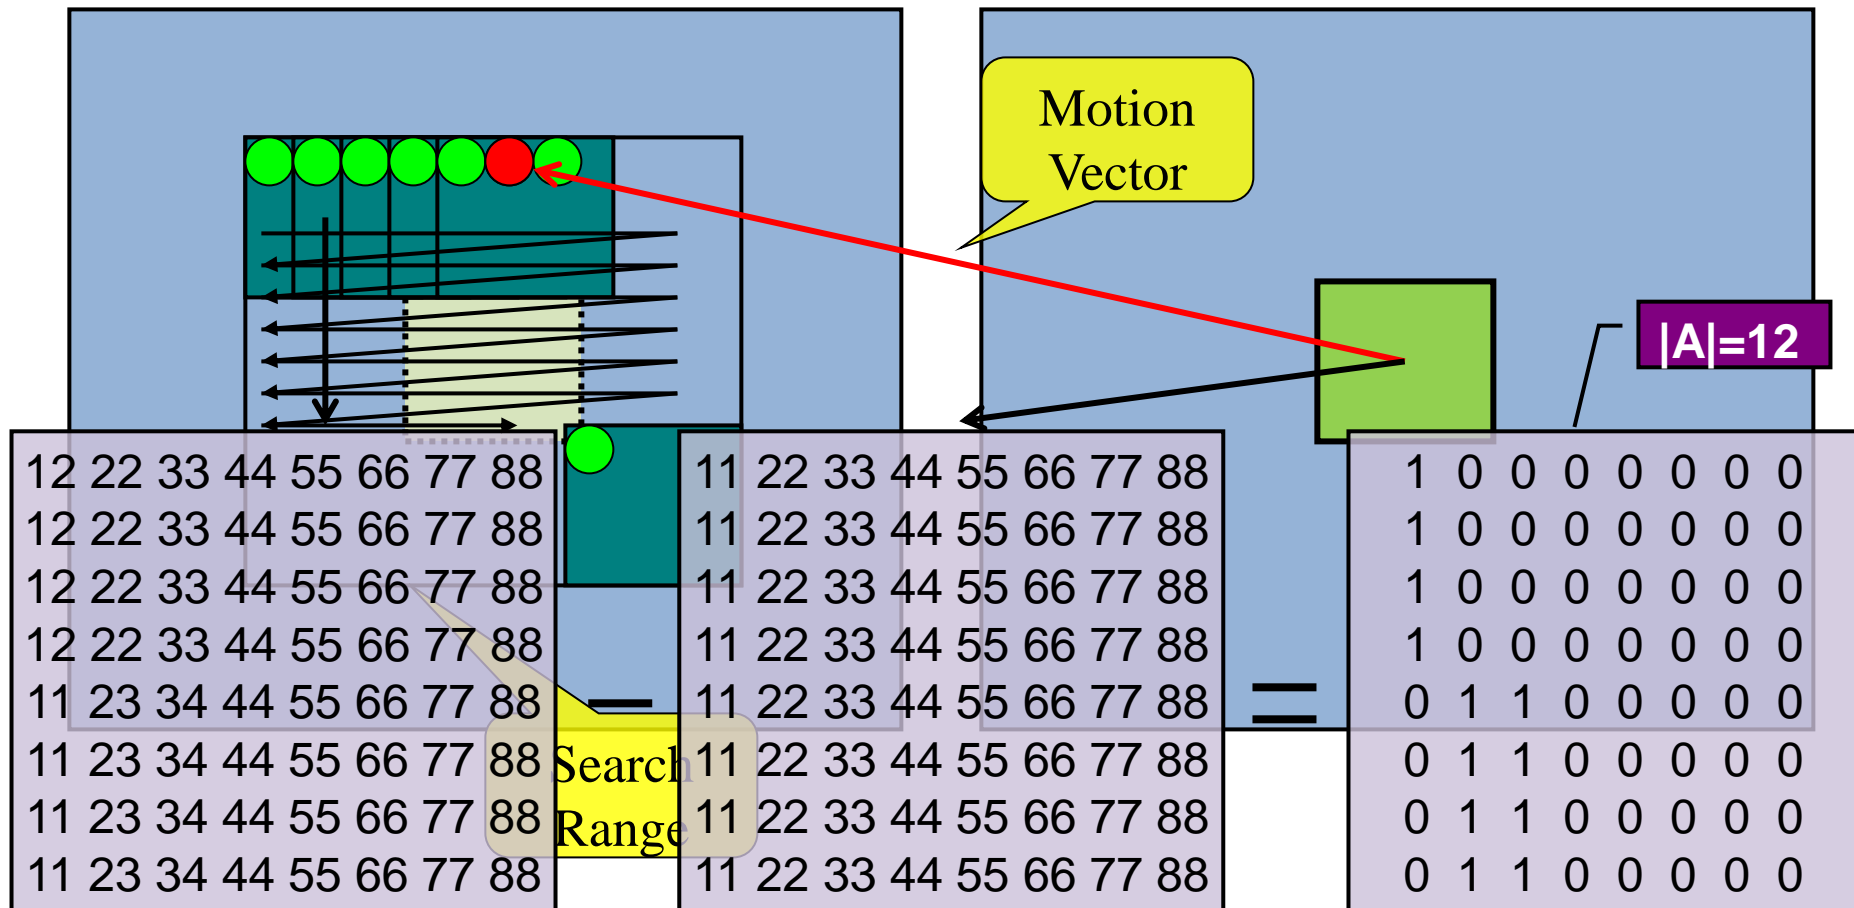 Motion
Vector
|A|=12
12 22 33 44 55 66 77 88
12 22 33 44 55 66 77 88
12 22 33 44 55 66 77 88
12 22 33 44 55 66 77 88
11 23 34 44 55 66 77 88
11 23 34 44 55 66 77 88
11 23 34 44 55 66 77 88
11 23 34 44 55 66 77 88
–
Search
Range
11 22 33 44 55 66 77 88
11 22 33 44 55 66 77 88
11 22 33 44 55 66 77 88
11 22 33 44 55 66 77 88
11 22 33 44 55 66 77 88
11 22 33 44 55 66 77 88
11 22 33 44 55 66 77 88
11 22 33 44 55 66 77 88
=
1 0 0 0 0 0 0 0
1 0 0 0 0 0 0 0
1 0 0 0 0 0 0 0
1 0 0 0 0 0 0 0
0 1 1 0 0 0 0 0
0 1 1 0 0 0 0 0
0 1 1 0 0 0 0 0
0 1 1 0 0 0 0 0